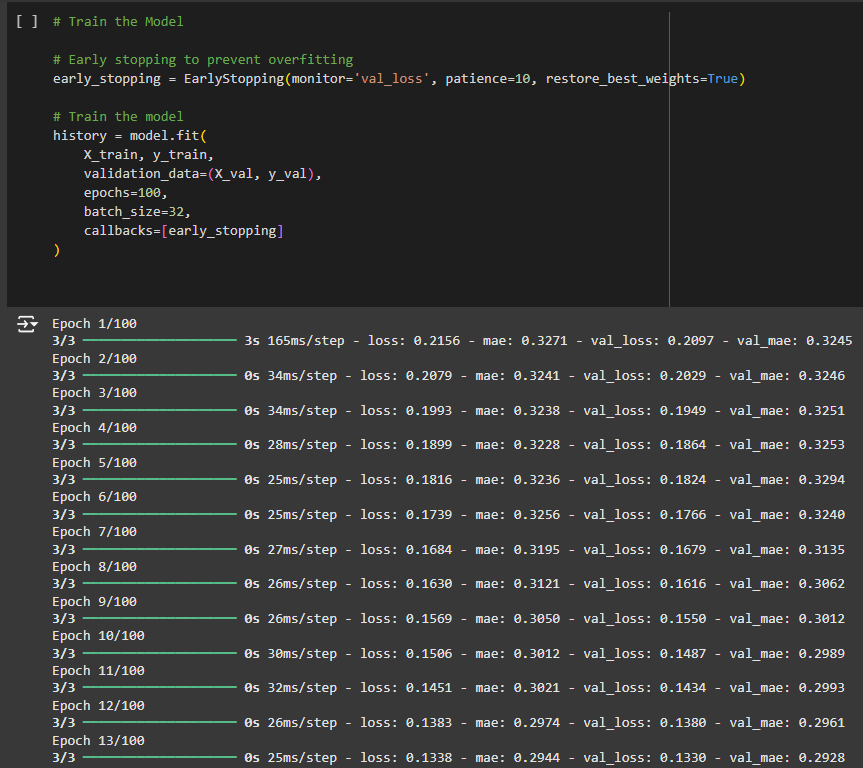 [ ] # Train the Model
# Early stopping to prevent overfitting
early_stopping = EarlyStopping(monitor='val_loss', patience=10, restore_best_weights=True)
# Train the model
history = model.fit(
X_train, y_train,
validation_data=(X_val, y_val),
epochs=100,
batch_size=32,
callbacks=[early_stopping]
)
Epoch 1/100
3/3 3s 165ms/step - loss: 0.2156 - mae: 0.3271 - val_loss: 0.2097 - val_mae: 0.3245
Epoch 2/100
3/3 0s 34ms/step - loss: 0.2079 - mae: 0.3241 - val_loss: 0.2029 - val_mae: 0.3246
Epoch 3/100
3/3 0s 34ms/step - loss: 0.1993 - mae: 0.3238 - val_loss: 0.1949 - val_mae: 0.3251
Epoch 4/100
3/3 0s 28ms/step - loss: 0.1899 - mae: 0.3228 - val_loss: 0.1864 - val_mae: 0.3253
Epoch 5/100
3/3 0s 25ms/step - loss: 0.1816 - mae: 0.3236 - val_loss: 0.1824 - val_mae: 0.3294
Epoch 6/100
3/3 0s 25ms/step - loss: 0.1739 - mae: 0.3256 - val_loss: 0.1766 - val_mae: 0.3240
Epoch 7/100
3/3 0s 27ms/step - loss: 0.1684 - mae: 0.3195 - val_loss: 0.1679 - val_mae: 0.3135
Epoch 8/100
3/3 0s 26ms/step - loss: 0.1630 - mae: 0.3121 - val_loss: 0.1616 - val_mae: 0.3062
Epoch 9/100
3/3 0s 26ms/step - loss: 0.1569 - mae: 0.3050 - val_loss: 0.1550 - val_mae: 0.3012
Epoch 10/100
3/3 0s 30ms/step - loss: 0.1506 - mae: 0.3012 - val_loss: 0.1487 - val_mae: 0.2989
Epoch 11/100
3/3 0s 32ms/step - loss: 0.1451 - mae: 0.3021 - val_loss: 0.1434 - val_mae: 0.2993
Epoch 12/100
3/3 0s 26ms/step - loss: 0.1383 - mae: 0.2974 - val_loss: 0.1380 - val_mae: 0.2961
Epoch 13/100
3/3 0s 25ms/step - loss: 0.1338 - mae: 0.2944 - val_loss: 0.1330 - val_mae: 0.2928